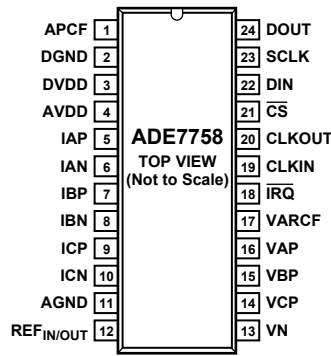 APCF 1
DGND 2
DVDD 3
AVDD 4
IAP 5
IAN 6
IBP 7
IBN 8
ICP 9
ICN 10
AGND 11
REFIN/OUT 12
ADE7758
TOP VIEW
(Not to Scale)
24 DOUT
23 SCLK
22 DIN
21 CS
20 CLKOUT
19 CLKIN
18 IRQ
17 VARCF
16 VAP
15 VBP
14 VCP
13 VN